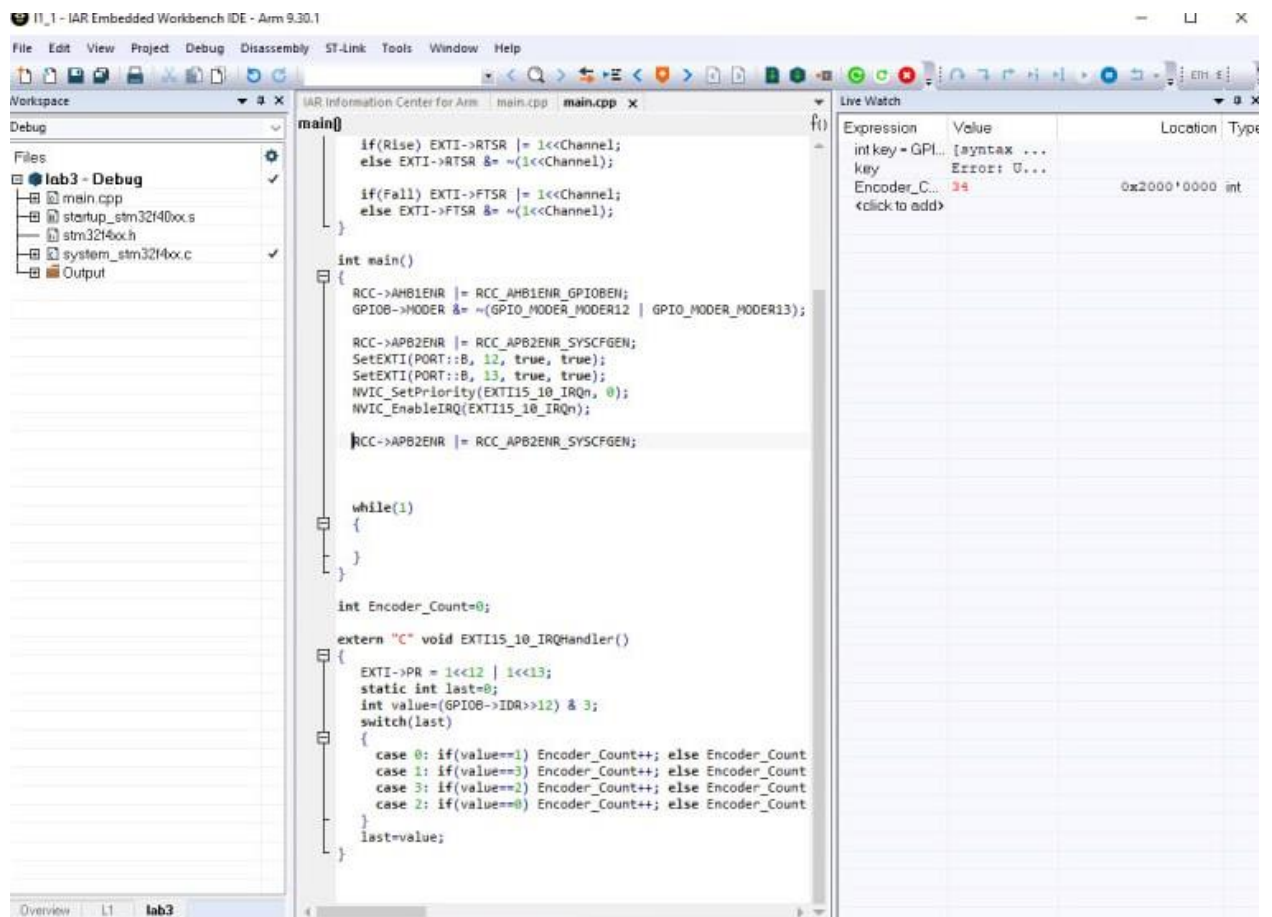 l1_1 - IAR Embedded Workbench IDE - Arm 9.30.1
File Edit View Project Debug Disassembly ST-Link Tools Window Help
Workspace
Debug
Files
lab3 - Debug
main.cpp
startup_stm32f40xx.s
stm32f4xx.h
system_stm32f4xx.c
Output
Overview L1 lab3
IAR Information Center for Arm main.cpp main.cpp x
main()
f()
if(Rise) EXTI->RTSR |= 1<<Channel;
else EXTI->RTSR &= ~(1<<Channel);
if(Fall) EXTI->FTSR |= 1<<Channel;
else EXTI->FTSR &= ~(1<<Channel);
}
int main()
{
RCC->AHB1ENR |= RCC_AHB1ENR_GPIOBEN;
GPIOB->MODER &= ~(GPIO_MODER_MODER12 | GPIO_MODER_MODER13);
RCC->APB2ENR |= RCC_APB2ENR_SYSCFGEN;
SetEXTI(PORT::B, 12, true, true);
SetEXTI(PORT::B, 13, true, true);
NVIC_SetPriority(EXTI15_10_IRQn, 0);
NVIC_EnableIRQ(EXTI15_10_IRQn);
RCC->APB2ENR |= RCC_APB2ENR_SYSCFGEN;
while(1)
{
}
}
int Encoder_Count=0;
extern "C" void EXTI15_10_IRQHandler()
{
EXTI->PR = 1<<12 | 1<<13;
static int last=0;
int value=(GPIOB->IDR>>12) & 3;
switch(last)
{
case 0: if(value==1) Encoder_Count++; else Encoder_Count
case 1: if(value==3) Encoder_Count++; else Encoder_Count
case 3: if(value==2) Encoder_Count++; else Encoder_Count
case 2: if(value==0) Encoder_Count++; else Encoder_Count
}
last=value;
}
Live Watch
Expression Value Location Type
int key = GPI... [syntax ...
key Error: U...
Encoder_C... 34 0x2000'0000 int
<click to add>